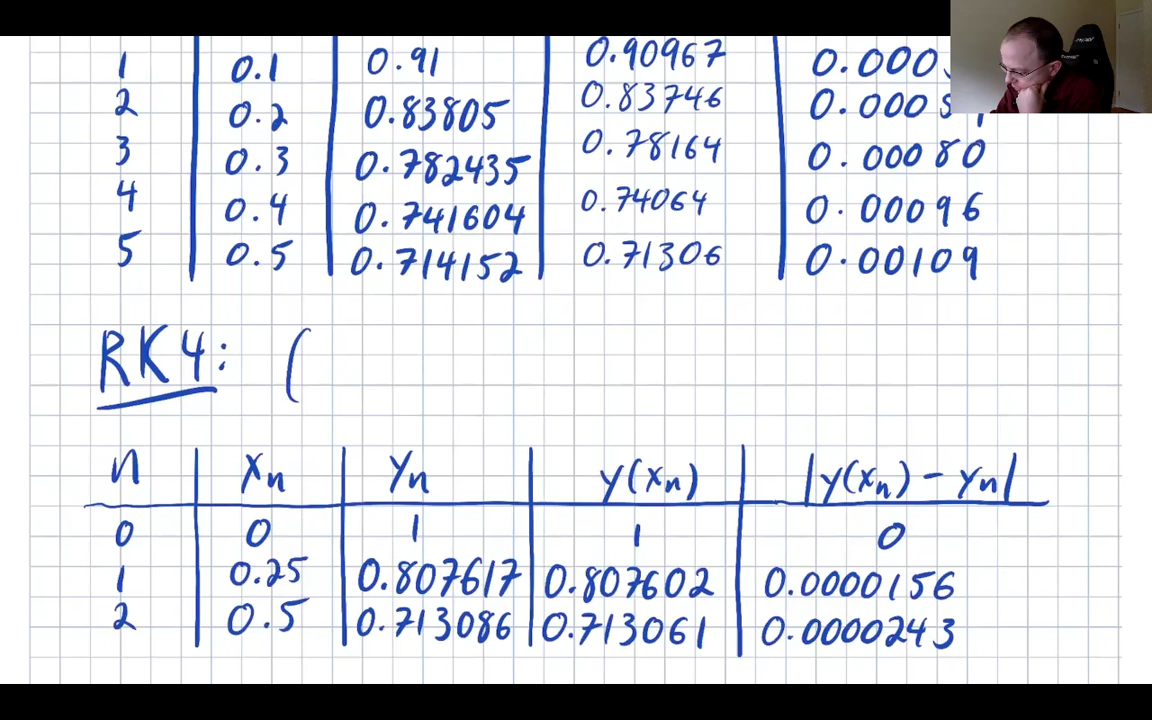 1 0.1 0.91 0.90967 0.000
2 0.2 0.83805 0.83746 0.000
3 0.3 0.782435 0.78164 0.00080
4 0.4 0.741604 0.74064 0.00096
5 0.5 0.714152 0.71306 0.00109
RK4: (
n xn yn y(xn) |y(xn) - yn|
0 0 1 1 0
1 0.25 0.807617 0.807602 0.0000156
2 0.5 0.713086 0.713061 0.0000243